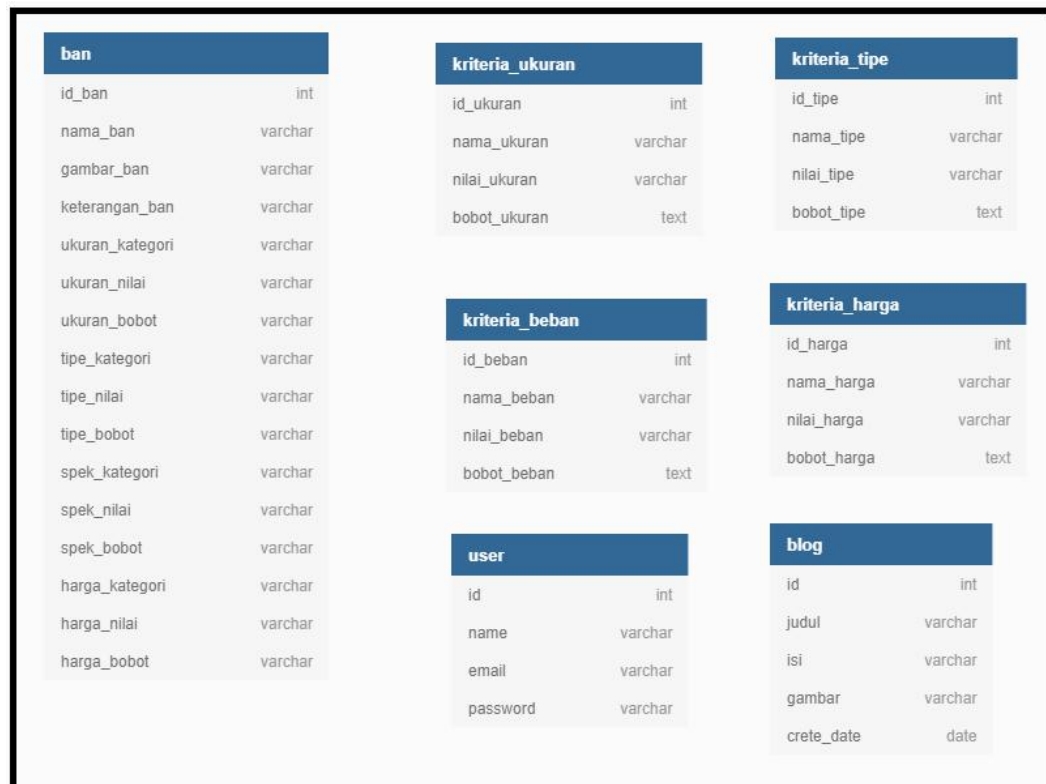 ban
id_ban int
nama_ban varchar
gambar_ban varchar
keterangan_ban varchar
ukuran_kategori varchar
ukuran_nilai varchar
ukuran_bobot varchar
tipe_kategori varchar
tipe_nilai varchar
tipe_bobot varchar
spek_kategori varchar
spek_nilai varchar
spek_bobot varchar
harga_kategori varchar
harga_nilai varchar
harga_bobot varchar
kriteria_ukuran
id_ukuran int
nama_ukuran varchar
nilai_ukuran varchar
bobot_ukuran text
kriteria_tipe
id_tipe int
nama_tipe varchar
nilai_tipe varchar
bobot_tipe text
kriteria_beban
id_beban int
nama_beban varchar
nilai_beban varchar
bobot_beban text
kriteria_harga
id_harga int
nama_harga varchar
nilai_harga varchar
bobot_harga text
user
id int
name varchar
email varchar
password varchar
blog
id int
judul varchar
isi varchar
gambar varchar
crete_date date